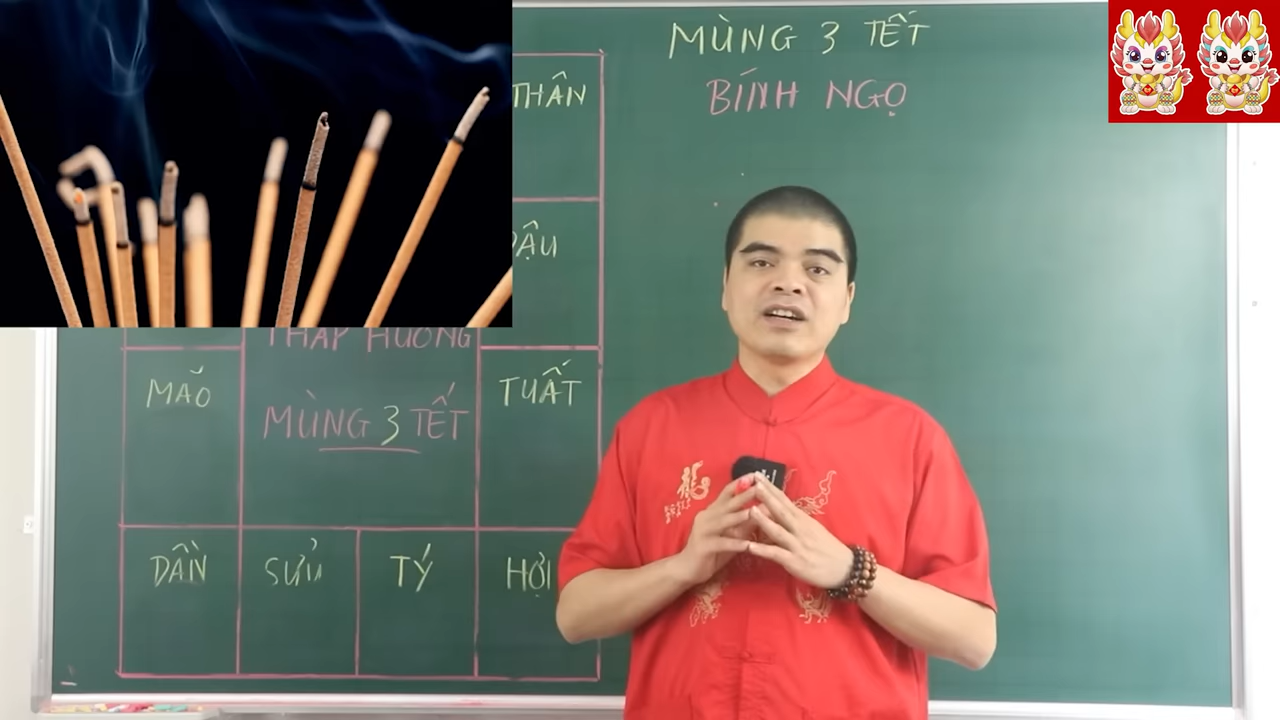 MÙNG 3 TẾT
BÍNH NGỌ
THÂN
DẬU
THẮP HƯƠNG
MÃO
MÙNG 3 TẾT
TUẤT
DẦN
SỬU
TÝ
HỢI